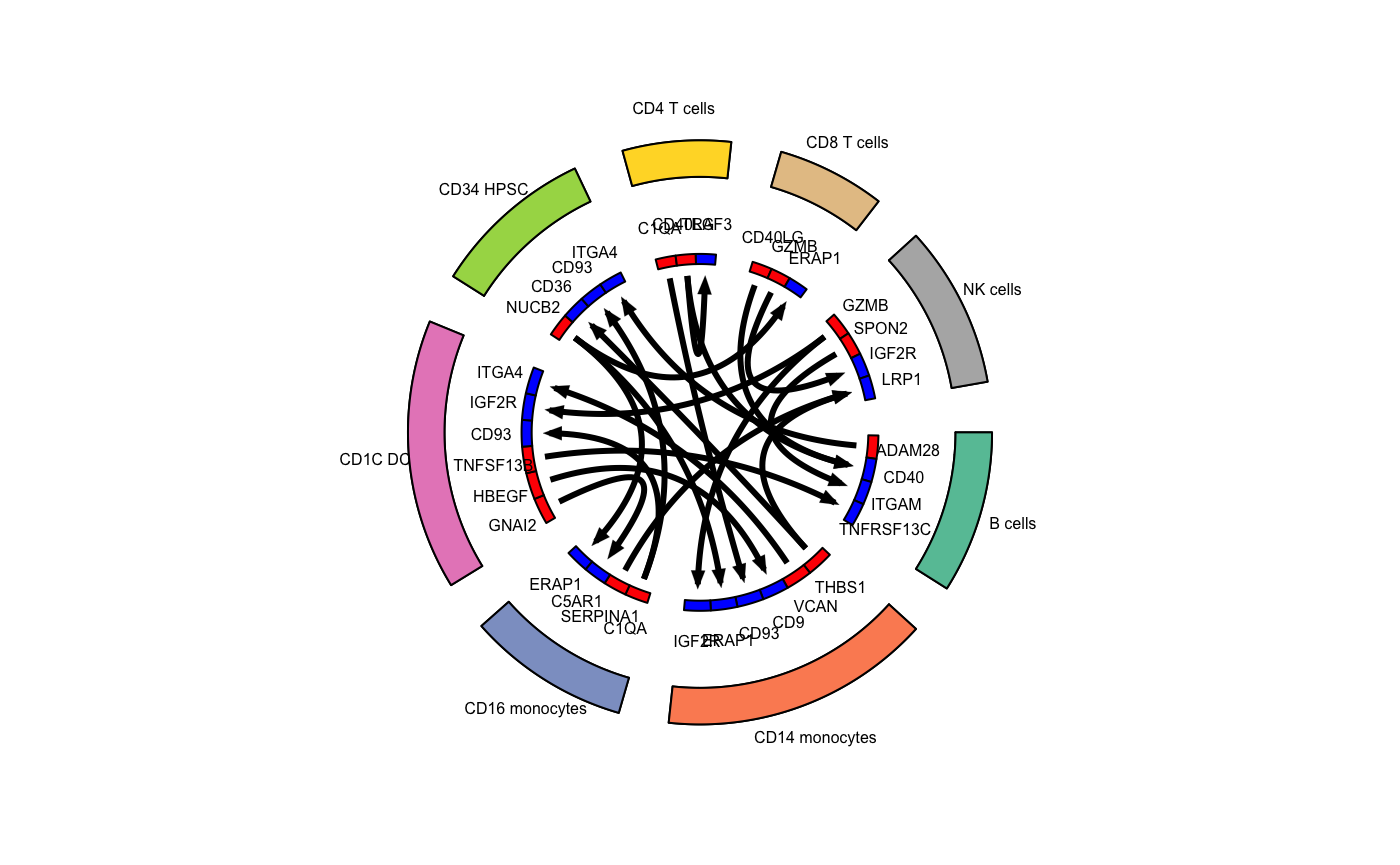 CD4 T cells
CD8 T cells
CD34 HPSC
NK cells
CD1C DC
B cells
CD16 monocytes
CD14 monocytes
C1QA
CD40LG
TRAF3
CD40LG
GZMB
ERAP1
GZMB
SPON2
IGF2R
LRP1
ADAM28
CD40
ITGAM
TNFRSF13C
THBS1
VCAN
CD9
CD93
ERAP1
IGF2R
C1QA
SERPINA1
C5AR1
ERAP1
GNAI2
HBEGF
TNFSF13B
CD93
IGF2R
ITGA4
NUCB2
CD36
CD93
ITGA4